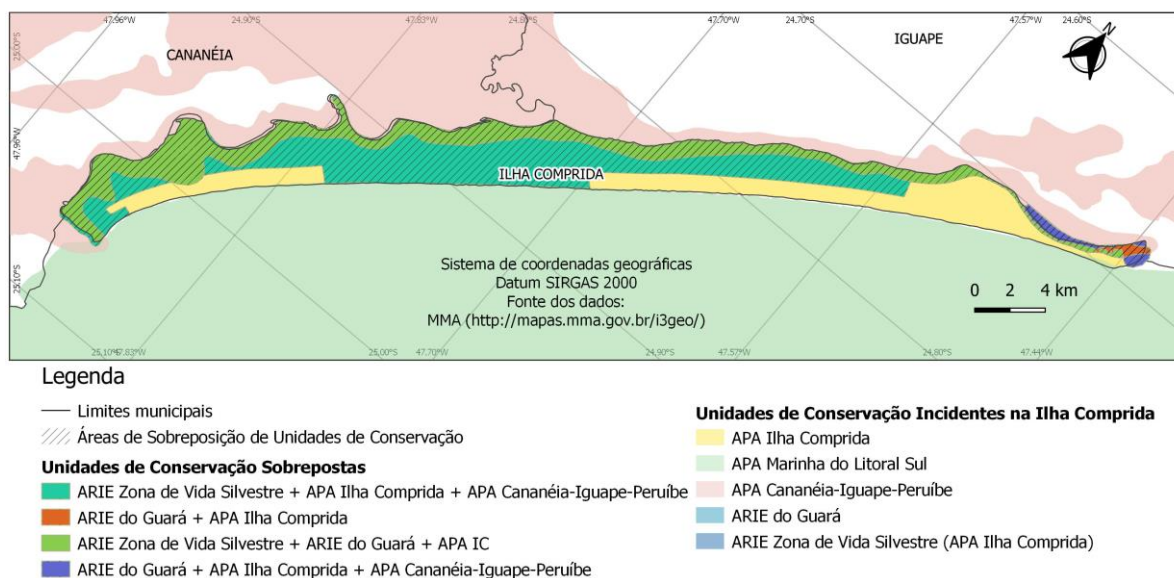 47.96°W 24.90°S 47.83°W 24.80°S 47.70°W 24.70°S 47.57°W 24.60°S
25.00°S
CANANÉIA
IGUAPE
N
47.96°W
ILHA COMPRIDA
25.10°S
Sistema de coordenadas geográficas
Datum SIRGAS 2000
Fonte dos dados:
MMA (http://mapas.mma.gov.br/i3geo/)
0 2 4 km
25.10°S 47.83°W 25.00°S 47.70°W 24.90°S 47.57°W 24.80°S 47.44°W
Legenda
Limites municipais
Áreas de Sobreposição de Unidades de Conservação
Unidades de Conservação Sobrepostas
ARIE Zona de Vida Silvestre + APA Ilha Comprida + APA Cananéia-Iguape-Peruíbe
ARIE do Guará + APA Ilha Comprida
ARIE Zona de Vida Silvestre + ARIE do Guará + APA IC
ARIE do Guará + APA Ilha Comprida + APA Cananéia-Iguape-Peruíbe
Unidades de Conservação Incidentes na Ilha Comprida
APA Ilha Comprida
APA Marinha do Litoral Sul
APA Cananéia-Iguape-Peruíbe
ARIE do Guará
ARIE Zona de Vida Silvestre (APA Ilha Comprida)